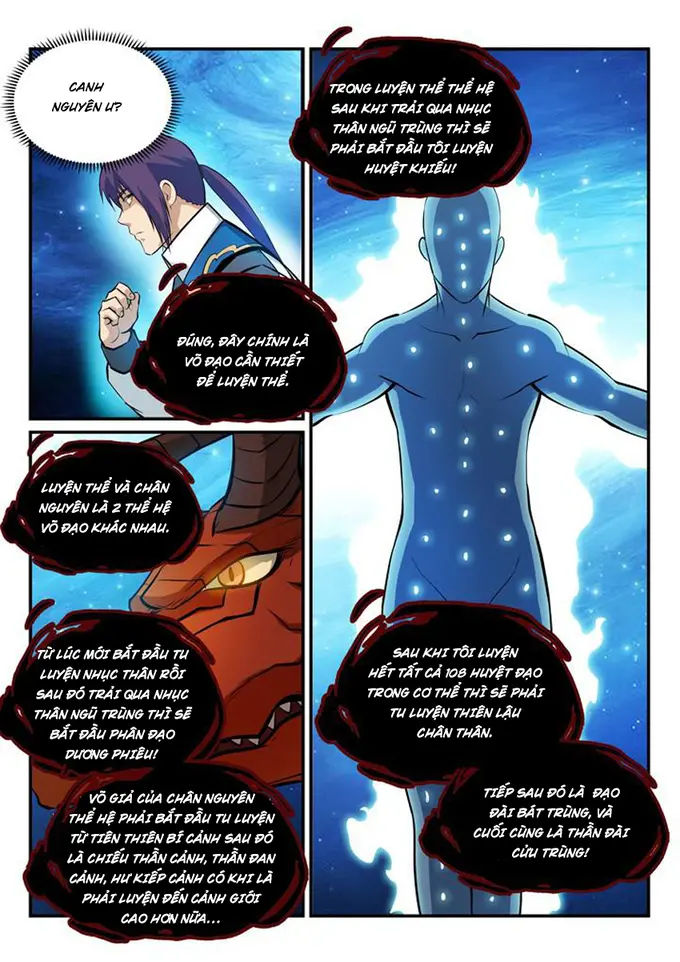 CANH
NGUYÊN Ư?
ĐÚNG, ĐÂY CHÍNH LÀ
VÕ ĐẠO CẦN THIẾT
ĐỂ LUYỆN THỂ.
LUYỆN THỂ VÀ CHÂN
NGUYÊN LÀ 2 THỂ HỆ
VÕ ĐẠO KHÁC NHAU.
TỪ LÚC MỚI BẮT ĐẦU TU
LUYỆN NHỤC THÂN RỒI
SAU ĐÓ TRẢI QUA NHỤC
THÂN NGŨ TRÙNG THÌ SẼ
BẮT ĐẦU PHÂN ĐẠO
DƯƠNG PHIÊU!
VÕ GIẢ CỦA CHÂN NGUYÊN
THỂ HỆ PHẢI BẮT ĐẦU TU LUYỆN
TỪ TIÊN THIÊN BÍ CẢNH SAU ĐÓ
LÀ CHIẾU THẦN CẢNH, THẦN ĐAN
CẢNH, HƯ KIẾP CẢNH CÓ KHI LÀ
PHẢI LUYỆN ĐẾN CẢNH GIỚI
CAO HƠN NỮA...
TRONG LUYỆN THỂ THỂ HỆ
SAU KHI TRẢI QUA NHỤC
THÂN NGŨ TRÙNG THÌ SẼ
PHẢI BẮT ĐẦU TÔI LUYỆN
HUYỆT KHIẾU!
SAU KHI TÔI LUYỆN
HẾT TẤT CẢ 108 HUYỆT ĐẠO
TRONG CƠ THỂ THÌ SẼ PHẢI
TU LUYỆN THIÊN LẬU
CHÂN THÂN.
TIẾP SAU ĐÓ LÀ ĐẠO
ĐÀI BÁT TRÙNG, VÀ
CUỐI CÙNG LÀ THẦN ĐÀI
CỬU TRÙNG!